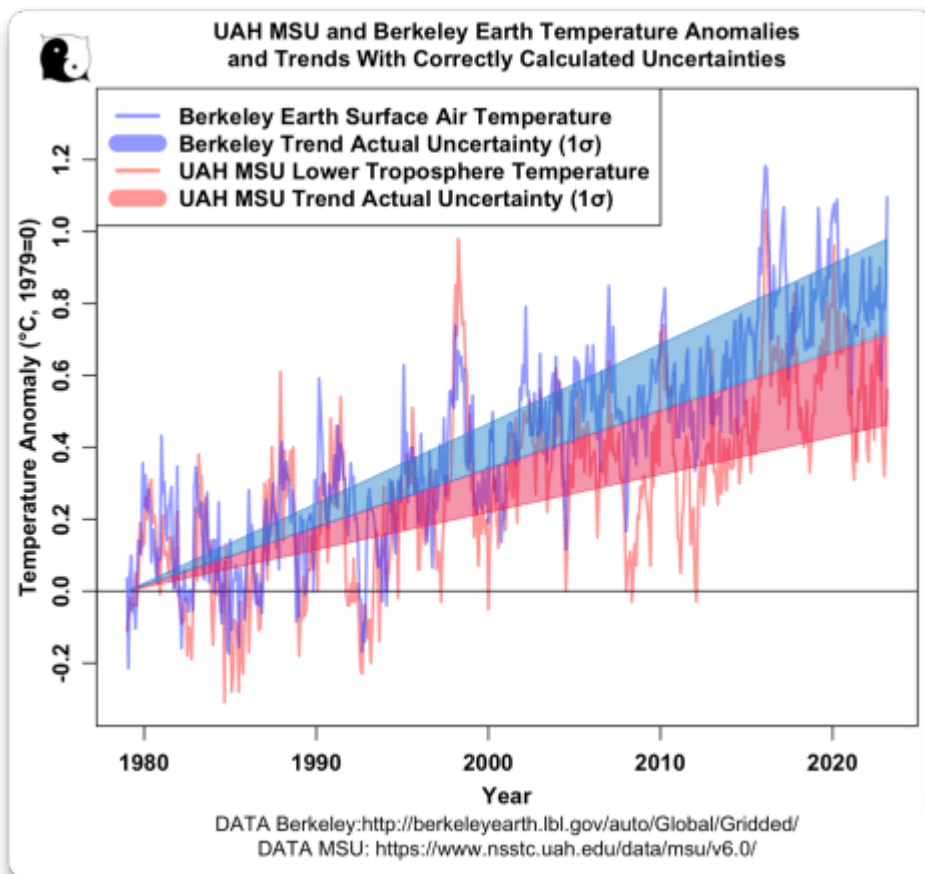 UAH MSU and Berkeley Earth Temperature Anomalies
and Trends With Correctly Calculated Uncertainties
Berkeley Earth Surface Air Temperature
Berkeley Trend Actual Uncertainty (1σ)
UAH MSU Lower Troposphere Temperature
UAH MSU Trend Actual Uncertainty (1σ)
Temperature Anomaly (°C, 1979=0)
1.2
1.0
0.8
0.6
0.4
0.2
0.0
-0.2
1980 1990 2000 2010 2020
Year
DATA Berkeley:http://berkeleyearth.lbl.gov/auto/Global/Gridded/
DATA MSU: https://www.nsstc.uah.edu/data/msu/v6.0/